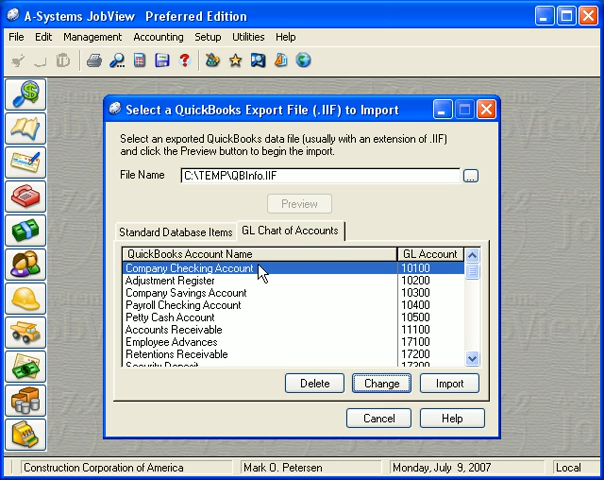 A-Systems JobView   Preferred Edition
File Edit Management Accounting Setup Utilities Help
Select a QuickBooks Export File (.IIF) to Import
Select an exported QuickBooks data file (usually with an extension of .IIF)
and click the Preview button to begin the import.
File Name C:\TEMP\QBInfo.IIF ...
Preview
Standard Database Items GL Chart of Accounts
QuickBooks Account Name GL Account
Company Checking Account 10100
Adjustment Register 10200
Company Savings Account 10300
Payroll Checking Account 10400
Petty Cash Account 10500
Accounts Receivable 11100
Employee Advances 17100
Retentions Receivable 17200
Security Deposit 17300
Delete Change Import
Cancel Help
Construction Corporation of America Mark O. Petersen Monday, July  9, 2007 Local